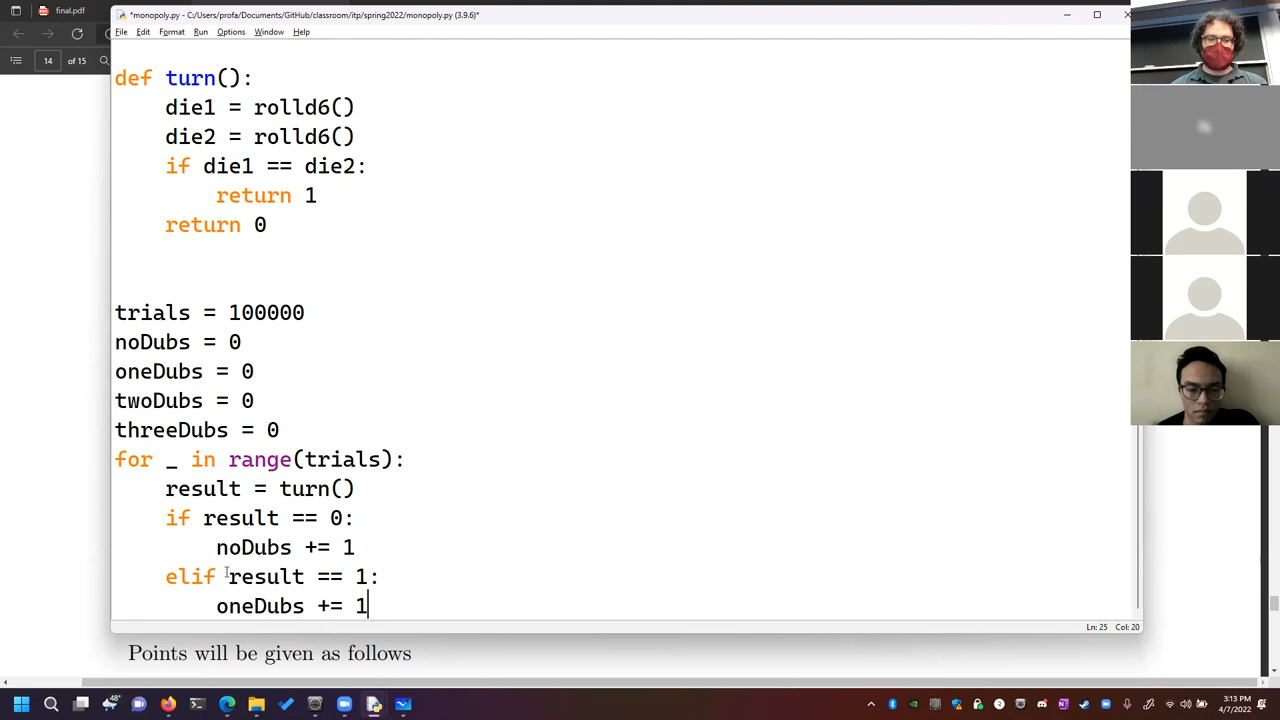 final.pdf
*monopoly.py - C:/Users/profa/Documents/GitHub/classroom/itp/spring2022/monopoly.py (3.9.6)*
File Edit Format Run Options Window Help
14 of 15
def turn():
    die1 = rolld6()
    die2 = rolld6()
    if die1 == die2:
        return 1
    return 0
trials = 100000
noDubs = 0
oneDubs = 0
twoDubs = 0
threeDubs = 0
for _ in range(trials):
    result = turn()
    if result == 0:
        noDubs += 1
    elif result == 1:
        oneDubs += 1
Ln: 25 Col: 20
Points will be given as follows
48°
3:13 PM
4/7/2022